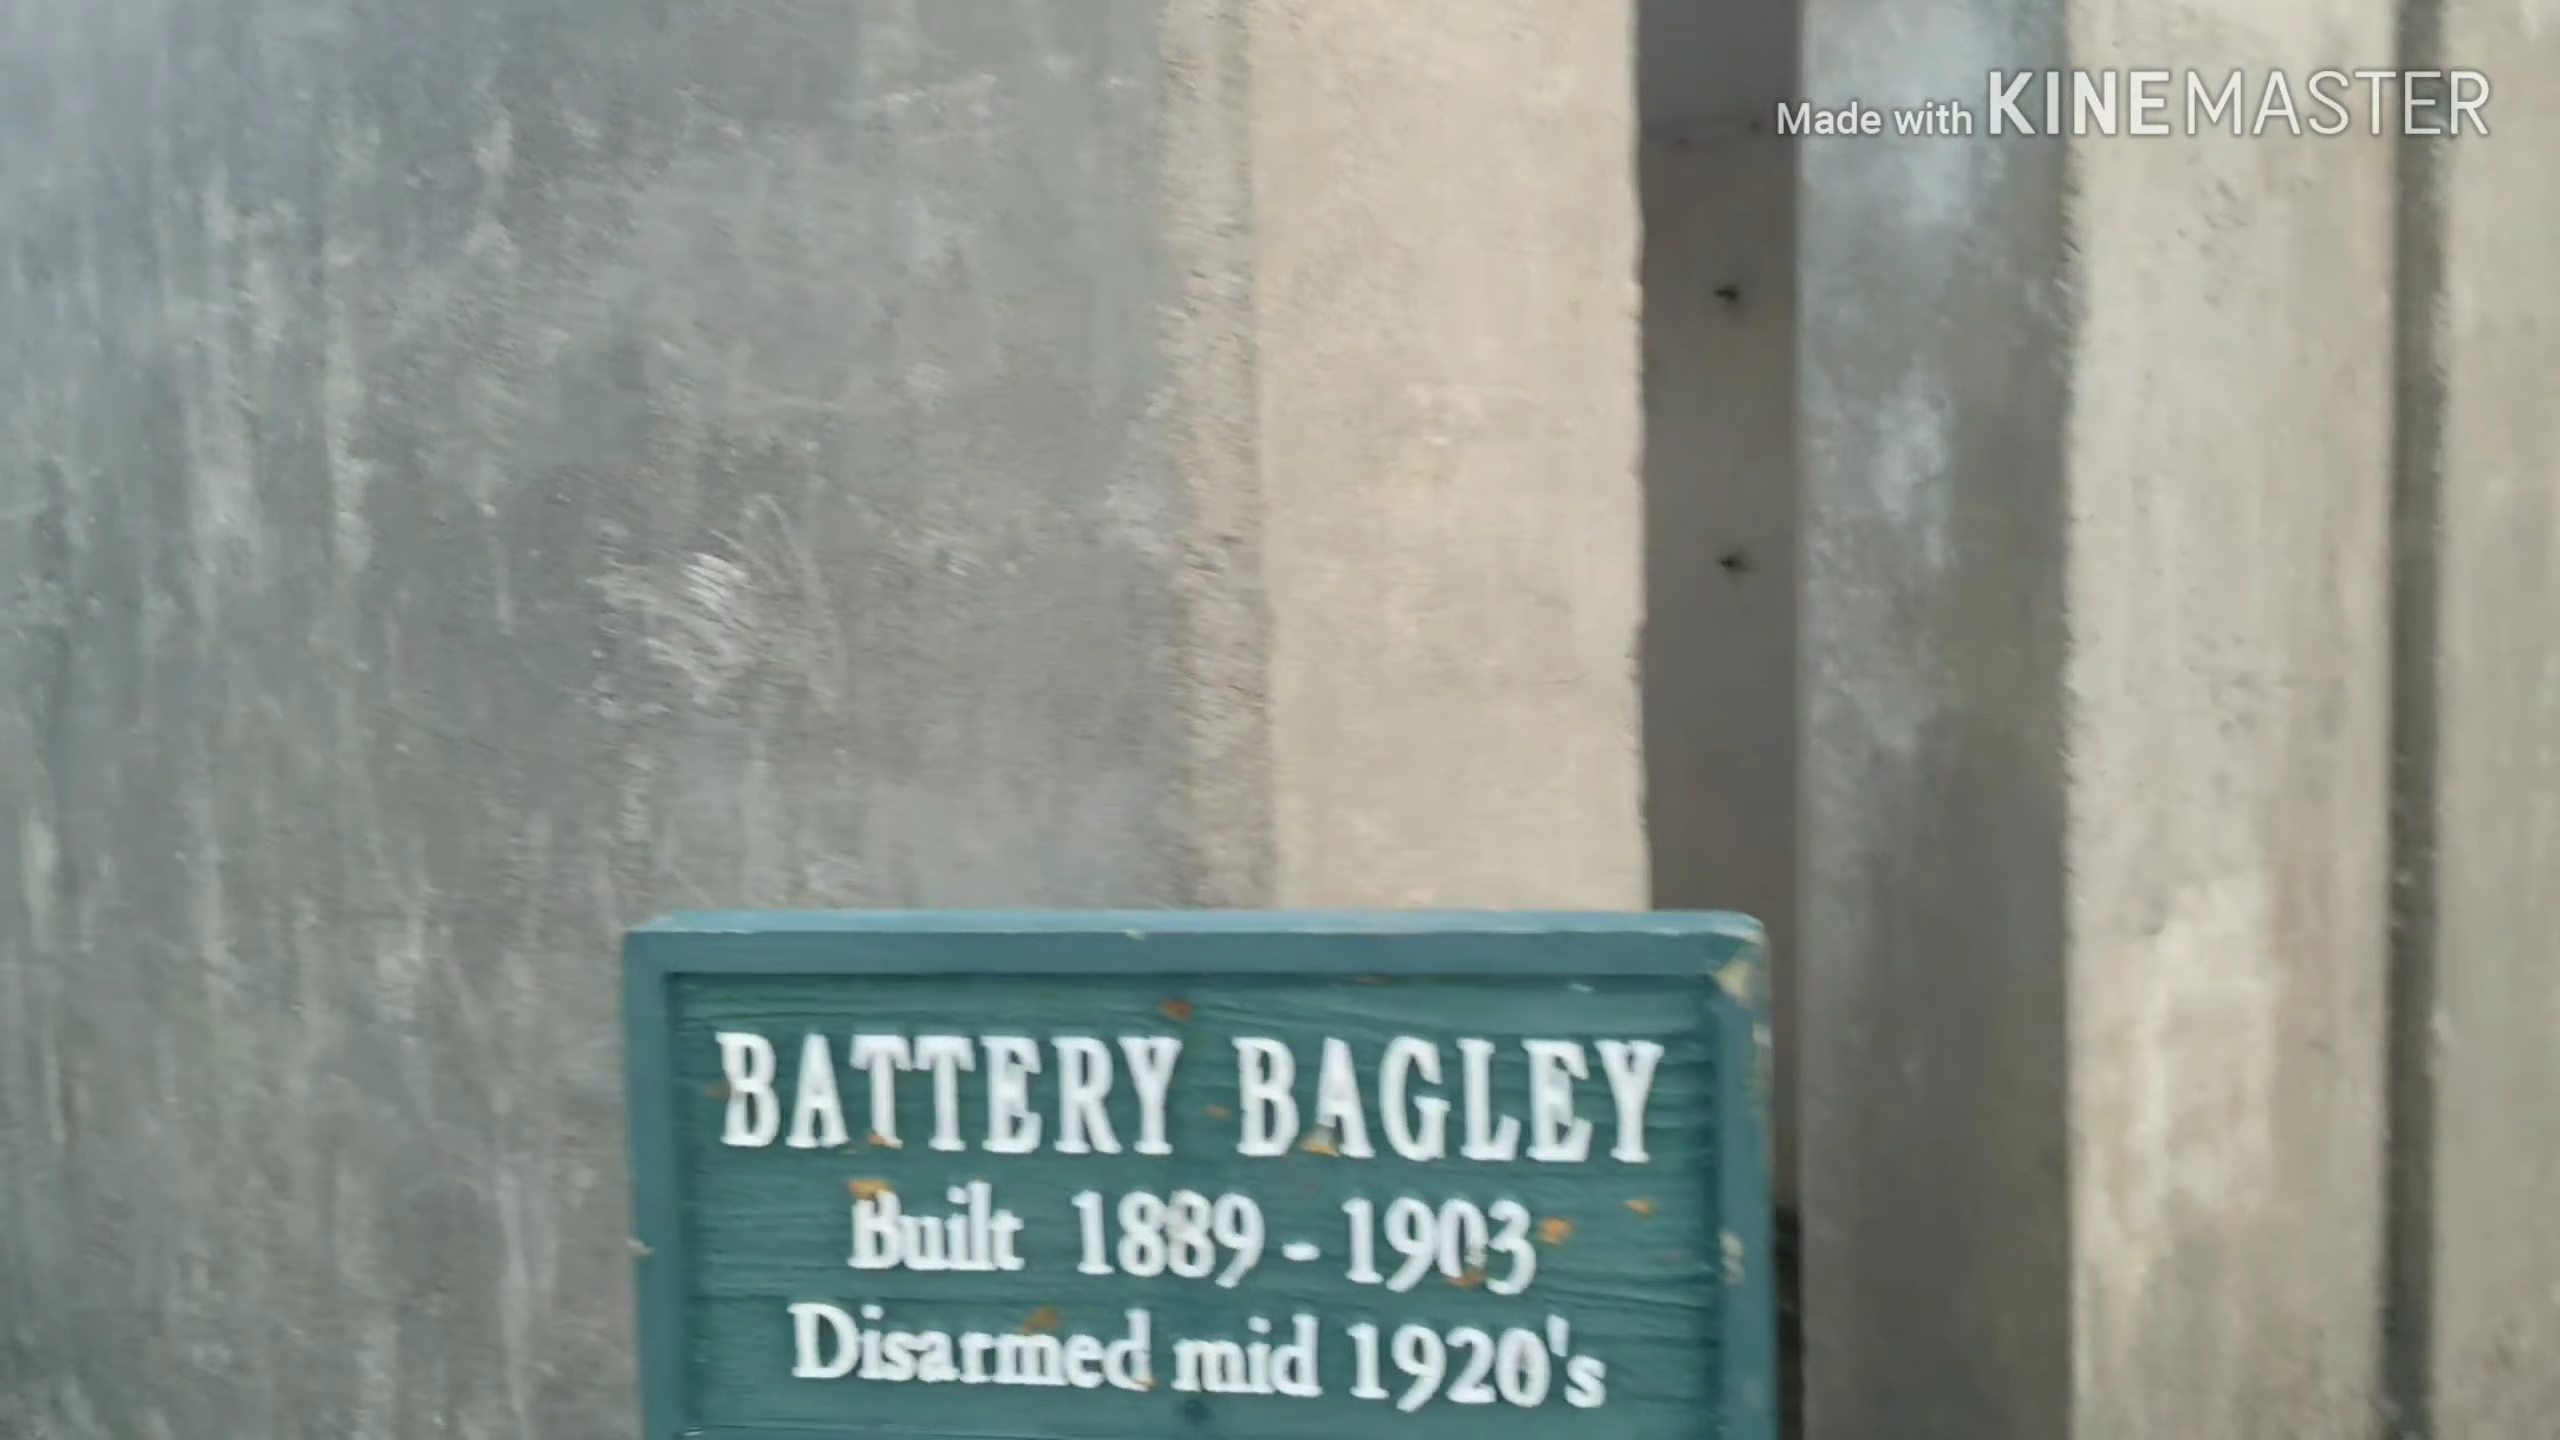 Made with KINEMASTER
BATTERY BAGLEY
Built 1889 - 1903
Disarmed mid 1920's